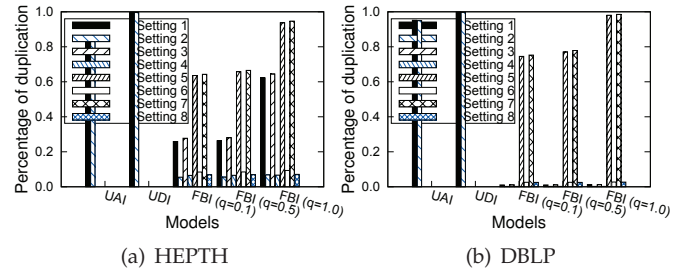 Percentage of duplication
1.0
0.8
0.6
0.4
0.2
0.0
Setting 1
Setting 2
Setting 3
Setting 4
Setting 5
Setting 6
Setting 7
Setting 8
UAI
UDI
FBI (q=0.1)
FBI (q=0.5)
FBI (q=1.0)
Models
(a) HEPTH
Percentage of duplication
1.0
0.8
0.6
0.4
0.2
0.0
Setting 1
Setting 2
Setting 3
Setting 4
Setting 5
Setting 6
Setting 7
Setting 8
UAI
UDI
FBI (q=0.1)
FBI (q=0.5)
FBI (q=1.0)
Models
(b) DBLP